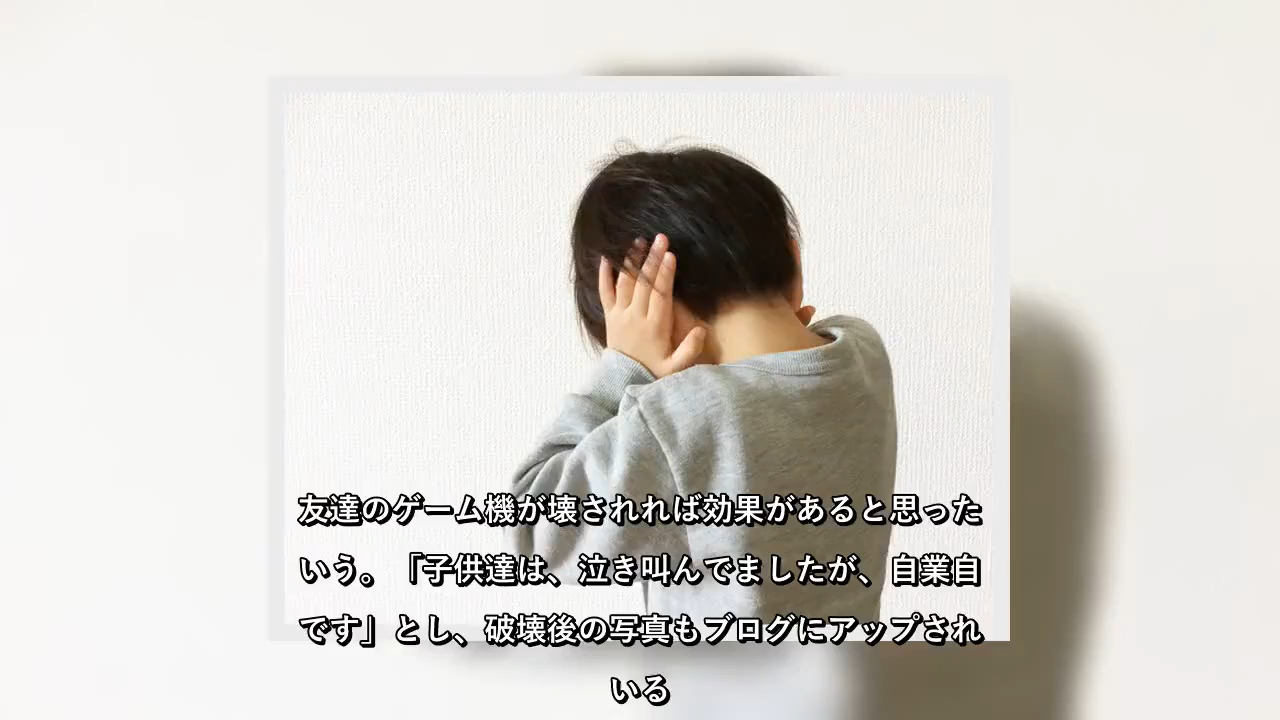 友達のゲーム機が壊されれば効果があると思った
いう。「子供達は、泣き叫んでましたが、自業自
です」とし、破壊後の写真もブログにアップされ
いる